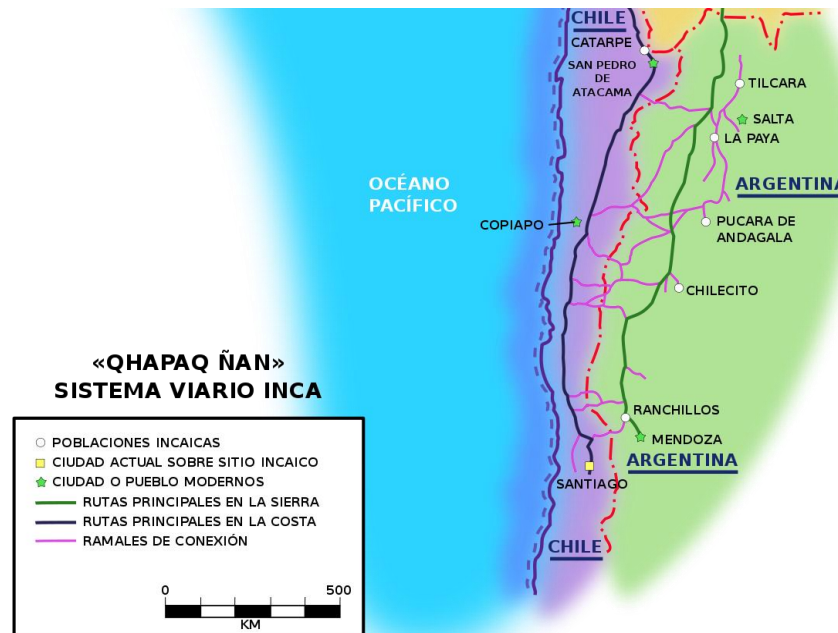 CHILE
CATARPE
SAN PEDRO
DE
ATACAMA
TILCARA
SALTA
LA PAYA
OCÉANO
PACÍFICO
ARGENTINA
COPIAPO
PUCARA DE
ANDAGALA
CHILECITO
«QHAPAQ ÑAN»
SISTEMA VIARIO INCA
RANCHILLOS
MENDOZA
ARGENTINA
SANTIAGO
CHILE
POBLACIONES INCAICAS
CIUDAD ACTUAL SOBRE SITIO INCAICO
CIUDAD O PUEBLO MODERNOS
RUTAS PRINCIPALES EN LA SIERRA
RUTAS PRINCIPALES EN LA COSTA
RAMALES DE CONEXIÓN
0 500
KM